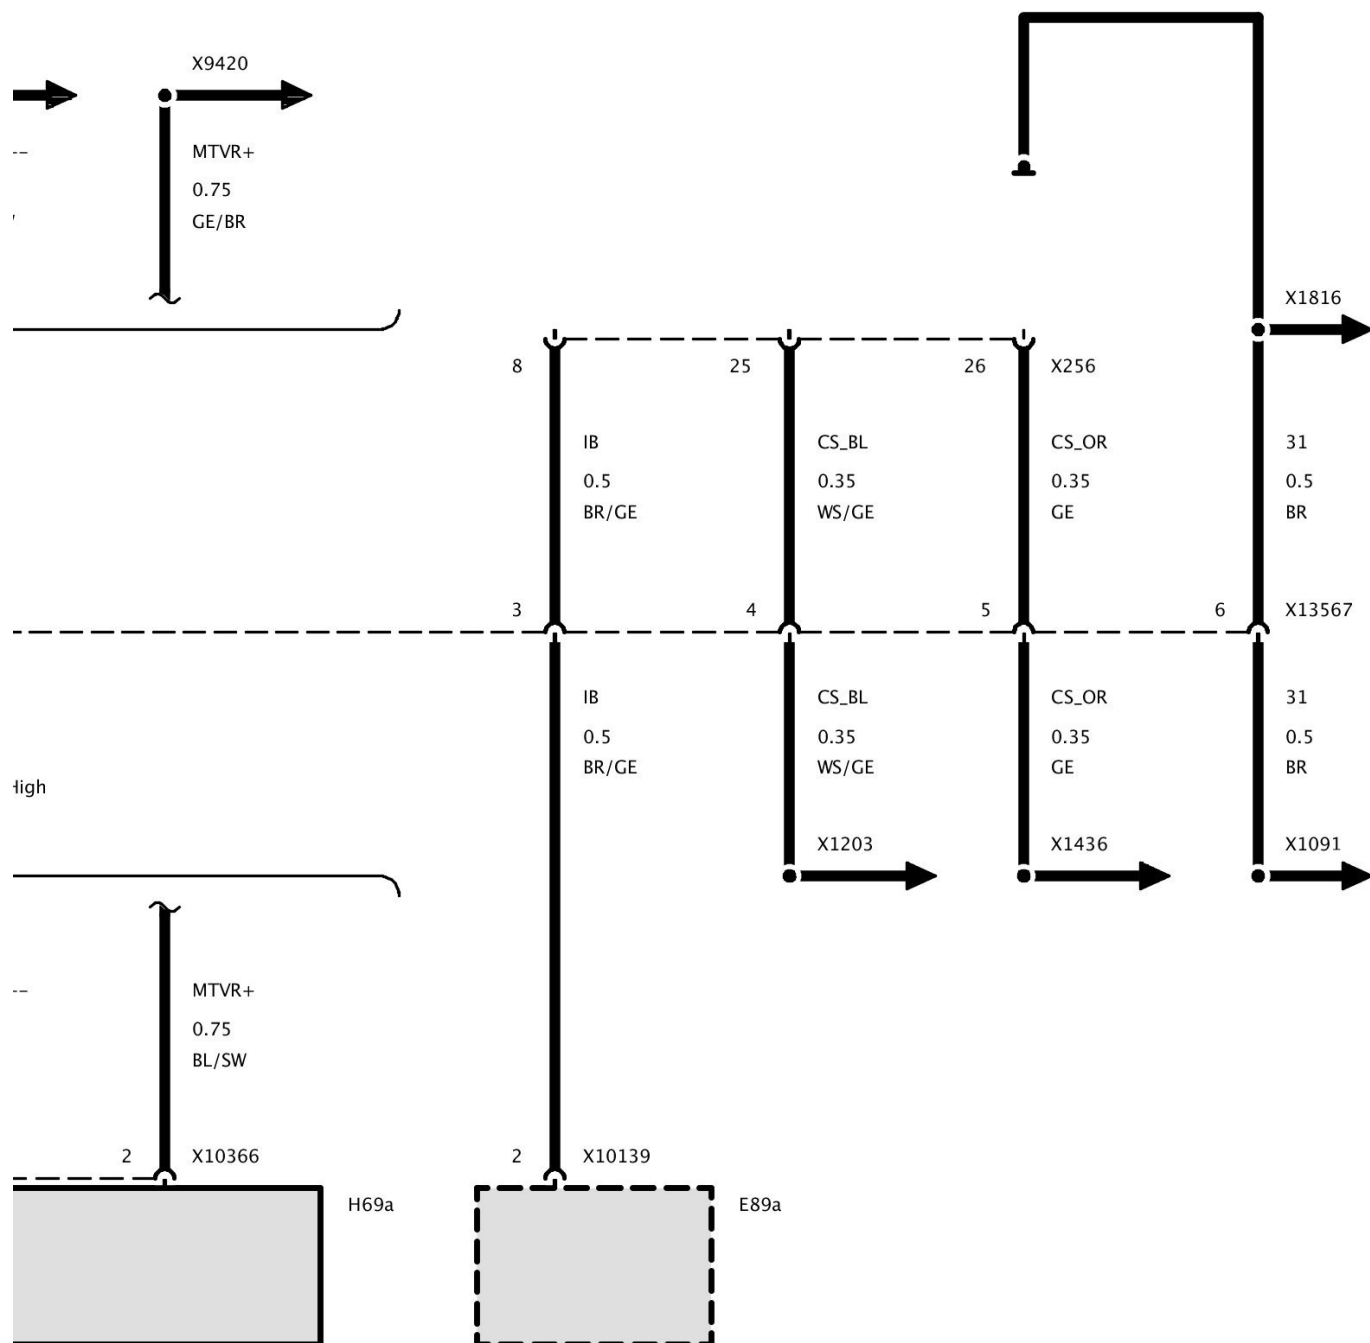 X9420
--
MTVR+
0.75
GE/BR
X1816
8
25
26
X256
IB
CS_BL
CS_OR
31
0.5
0.35
0.35
0.5
BR/GE
WS/GE
GE
BR
3
4
5
6
X13567
IB
CS_BL
CS_OR
31
0.5
0.35
0.35
0.5
BR/GE
WS/GE
GE
BR
High
X1203
X1436
X1091
--
MTVR+
0.75
BL/SW
2
X10366
2
X10139
H69a
E89a